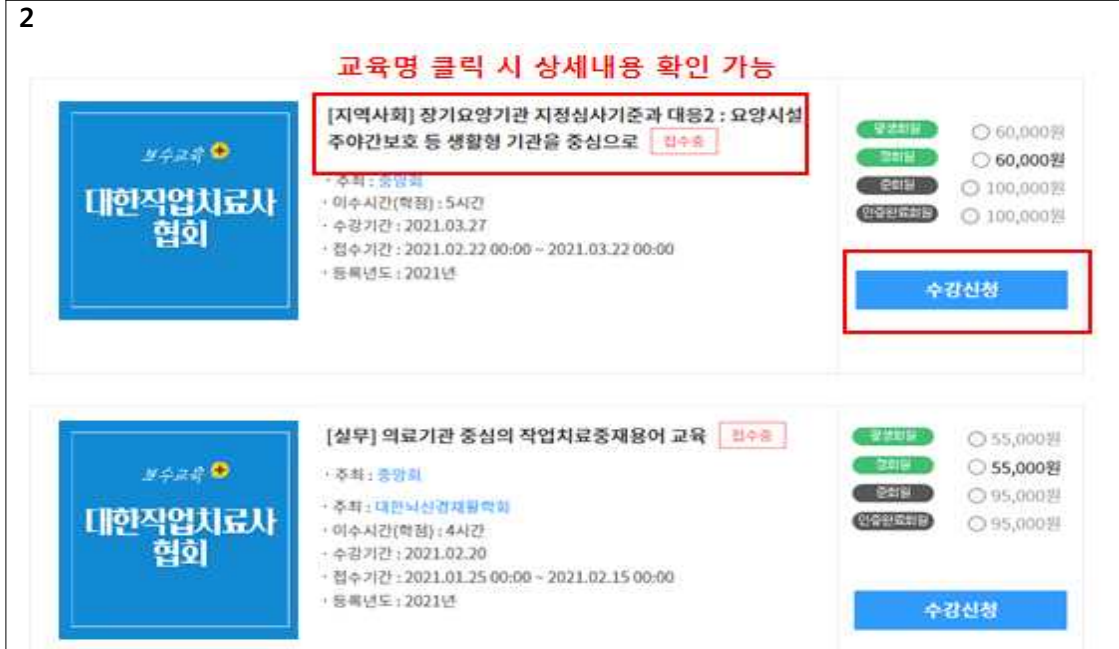 2
교육명 클릭 시 상세내용 확인 가능
보수교육
대한직업치료사
협회
[지역사회] 장기요양기관 지정심사기준과 대응2 : 요양시설
주야간보호 등 생활형 기관을 중심으로 접수중
· 주최 : 중앙회
· 이수시간(학점) : 5시간
· 수강기간 : 2021.03.27
· 접수기간 : 2021.02.22 00:00 ~ 2021.03.22 00:00
· 등록년도 : 2021년
평생회원 60,000원
정회원 60,000원
준회원 100,000원
인증완료회원 100,000원
수강신청
보수교육
대한직업치료사
협회
[실무] 의료기관 중심의 작업치료중재용어 교육 접수중
· 주최 : 중앙회
· 주최 : 대한뇌신경재활학회
· 이수시간(학점) : 4시간
· 수강기간 : 2021.02.20
· 접수기간 : 2021.01.25 00:00 ~ 2021.02.15 00:00
· 등록년도 : 2021년
평생회원 55,000원
정회원 55,000원
준회원 95,000원
인증완료회원 95,000원
수강신청